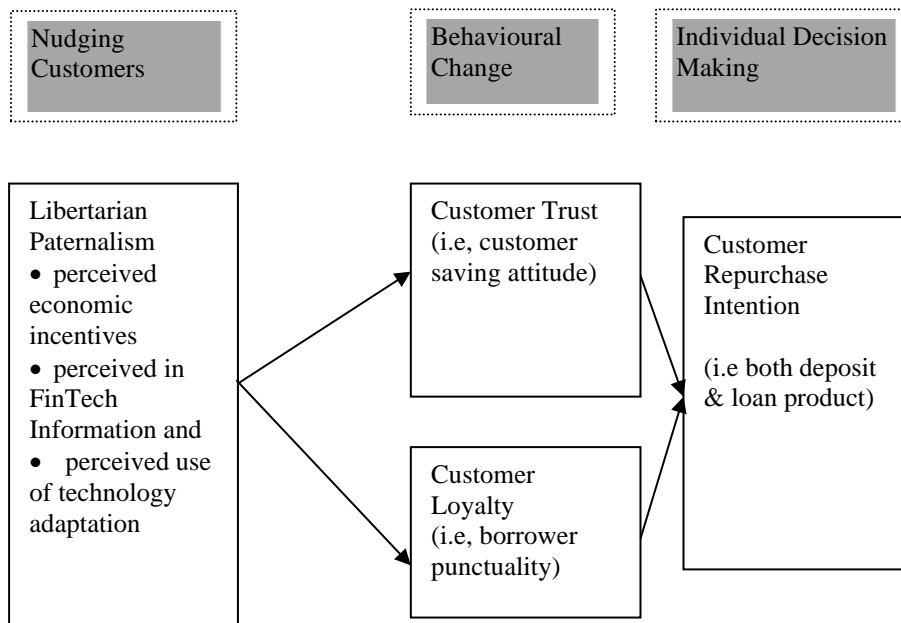 Nudging
Customers
Behavioural
Change
Individual Decision
Making
Libertarian
Paternalism
• perceived
economic
incentives
• perceived in
FinTech
Information and
• perceived use
of technology
adaptation
Customer Trust
(i.e, customer
saving attitude)
Customer
Loyalty
(i.e, borrower
punctuality)
Customer
Repurchase
Intention
(i.e both deposit
& loan product)